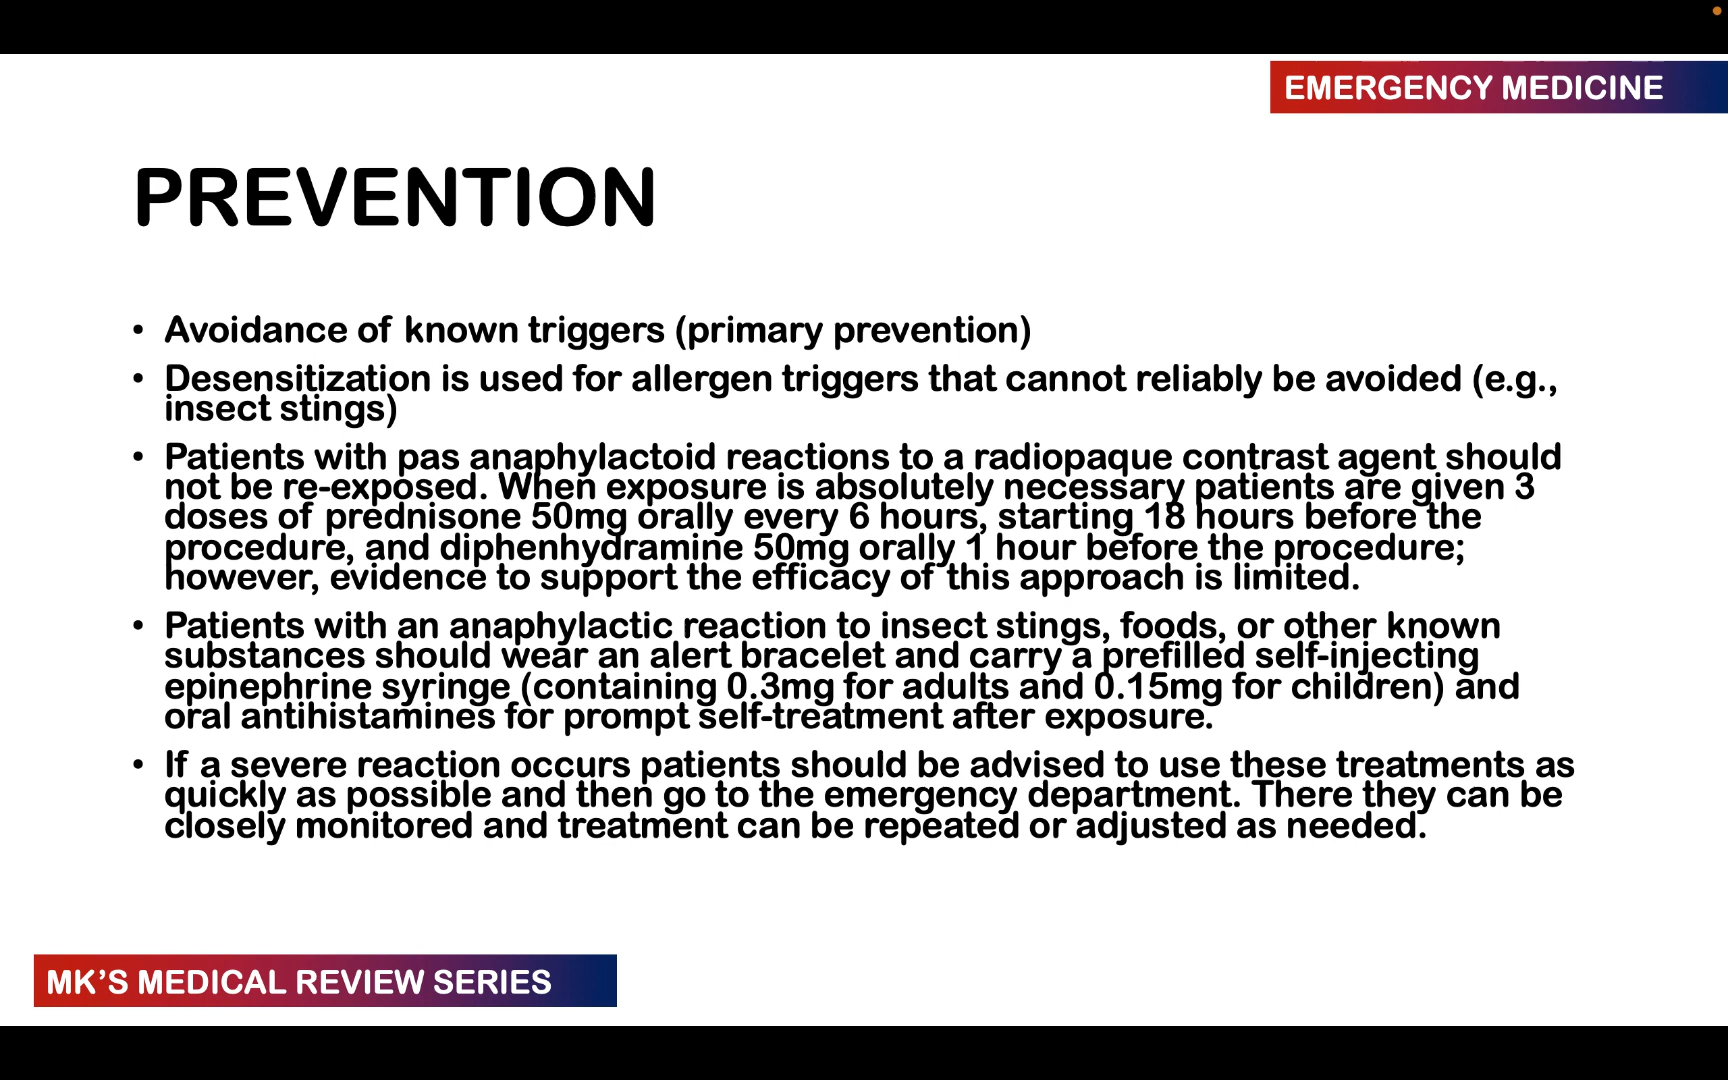 EMERGENCY MEDICINE
PREVENTION
• Avoidance of known triggers (primary prevention)
• Desensitization is used for allergen triggers that cannot reliably be avoided (e.g.,
insect stings)
• Patients with pas anaphylactoid reactions to a radiopaque contrast agent should
not be re-exposed. When exposure is absolutely necessary patients are given 3
doses of prednisone 50mg orally every 6 hours, starting 18 hours before the
procedure, and diphenhydramine 50mg orally 1 hour before the procedure;
however, evidence to support the efficacy of this approach is limited.
• Patients with an anaphylactic reaction to insect stings, foods, or other known
substances should wear an alert bracelet and carry a prefilled self-injecting
epinephrine syringe (containing 0.3mg for adults and 0.15mg for children) and
oral antihistamines for prompt self-treatment after exposure.
• If a severe reaction occurs patients should be advised to use these treatments as
quickly as possible and then go to the emergency department. There they can be
closely monitored and treatment can be repeated or adjusted as needed.
MK'S MEDICAL REVIEW SERIES